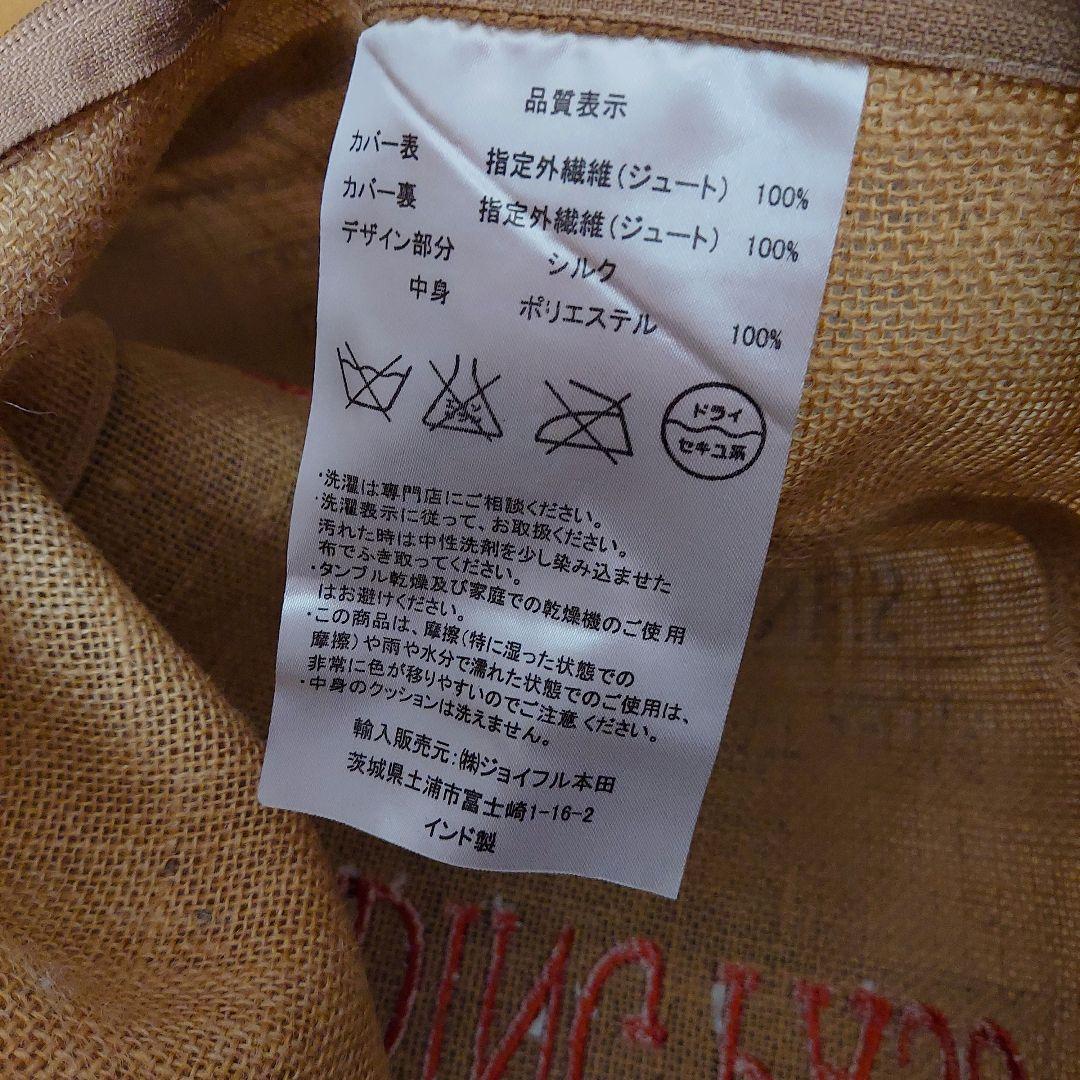 品質表示
カバー表 指定外繊維(ジュート) 100%
カバー裏 指定外繊維(ジュート) 100%
デザイン部分 シルク
中身 ポリエステル 100%
エンソ
サラシ
ドライ
セキユ系
・洗濯は専門店にご相談ください。
・洗濯表示に従って、お取扱ください。
汚れた時は中性洗剤を少し染み込ませた
布でふき取ってください。
・タンブル乾燥及び家庭での乾燥機のご使用
はお避けください。
・この商品は、摩擦(特に湿った状態での
摩擦)や雨や水分で濡れた状態でのご使用は、
非常に色が移りやすいのでご注意ください。
・中身のクッションは洗えません。
輸入販売元:㈱ジョイフル本田
茨城県土浦市富士崎1-16-2
インド製